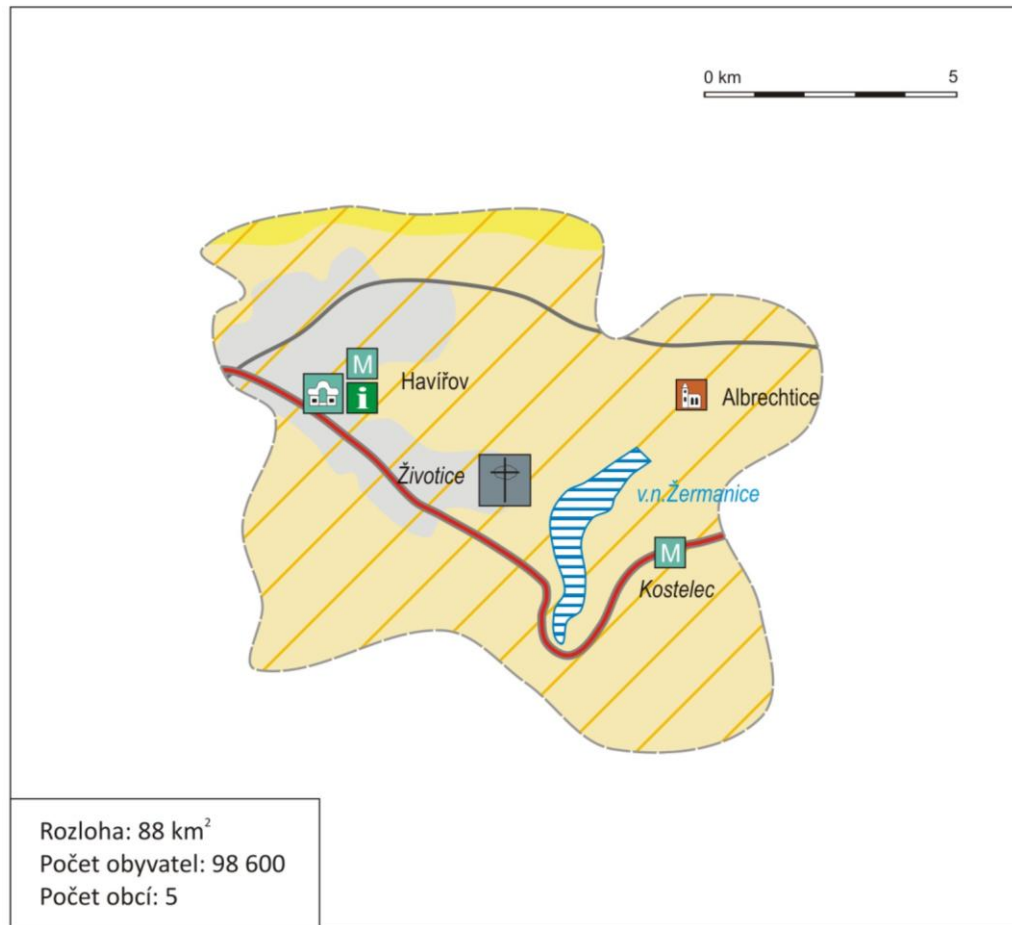 0 km 5
M
Havířov
i
Albrechtice
Životice
v.n.Žermanice
M
Kostelec
Rozloha: 88 km²
Počet obyvatel: 98 600
Počet obcí: 5